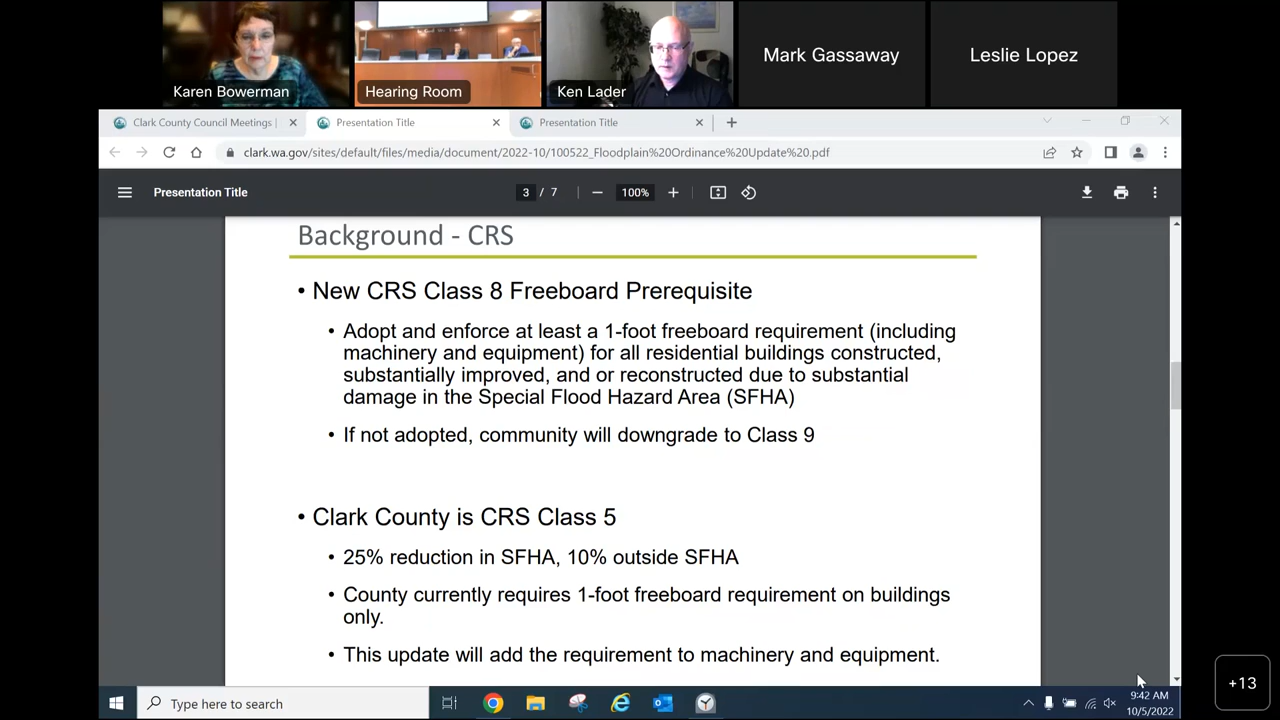 Karen Bowerman
Hearing Room
Ken Lader
Mark Gassaway
Leslie Lopez
Clark County Council Meetings |
Presentation Title
Presentation Title
clark.wa.gov/sites/default/files/media/document/2022-10/100522_Floodplain%20Ordinance%20Update%20.pdf
Presentation Title
3 / 7
100%
Background - CRS
• New CRS Class 8 Freeboard Prerequisite
• Adopt and enforce at least a 1-foot freeboard requirement (including
machinery and equipment) for all residential buildings constructed,
substantially improved, and or reconstructed due to substantial
damage in the Special Flood Hazard Area (SFHA)
• If not adopted, community will downgrade to Class 9
• Clark County is CRS Class 5
• 25% reduction in SFHA, 10% outside SFHA
• County currently requires 1-foot freeboard requirement on buildings
only.
• This update will add the requirement to machinery and equipment.
Type here to search
9:42 AM
10/5/2022
+13